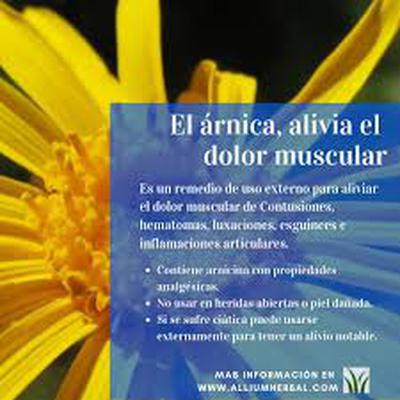 El árnica, alivia el
dolor muscular
Es un remedio de uso externo para aliviar
el dolor muscular de Contusiones,
hematomas, luxaciones, esguinces e
inflamaciones articulares.
• Contiene arnicina con propiedades
analgésicas.
• No usar en heridas abiertas o piel dañada.
• Si se sufre ciática puede usarse
externamente para tener un alivio notable.
MAS INFORMACIÓN EN
WWW.ALLIUMHERBAL.COM